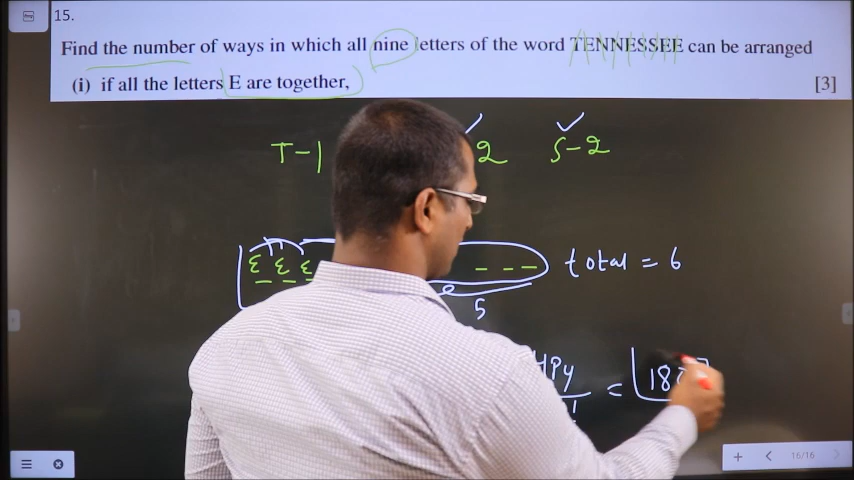 15.
Find the number of ways in which all nine letters of the word TENNESSEE can be arranged
(i) if all the letters E are together,
[3]
T-1 2 S-2
ε ε ε - - - total = 6
5
=
16/16